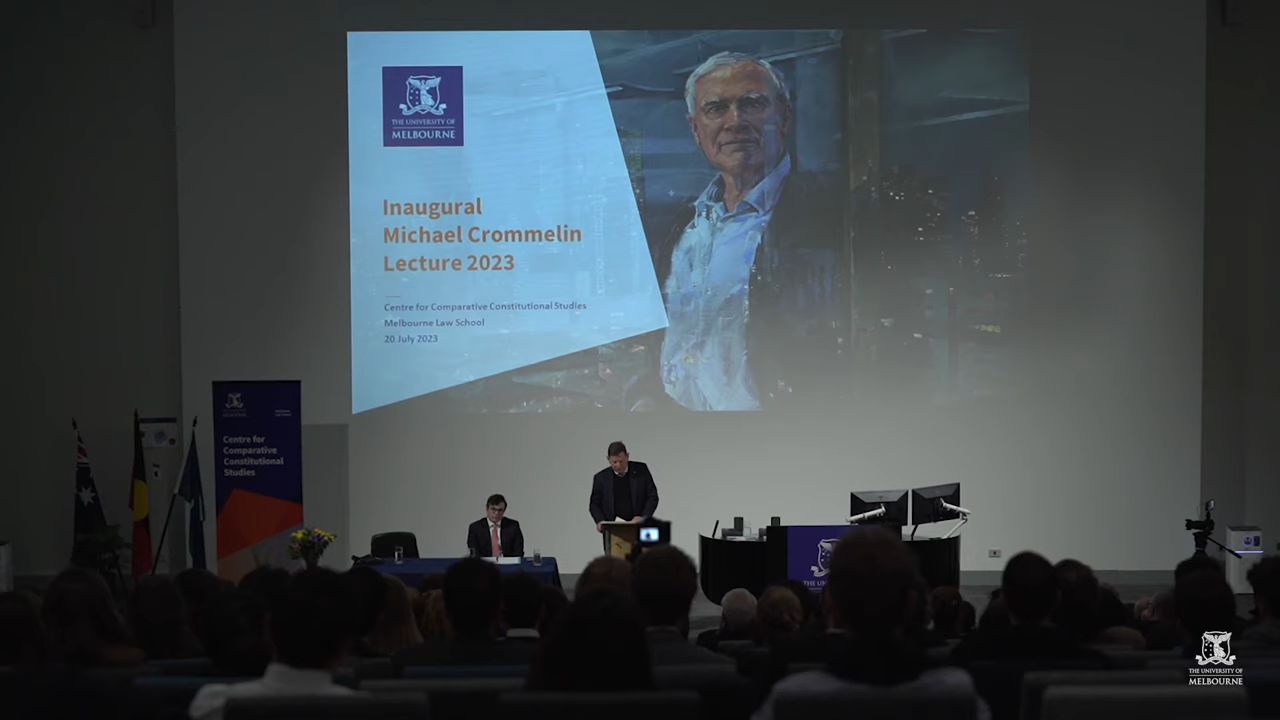 THE UNIVERSITY OF
MELBOURNE
Inaugural
Michael Crommelin
Lecture 2023
Centre for Comparative Constitutional Studies
Melbourne Law School
20 July 2023
Centre for
Comparative
Constitutional
Studies
THE UNIVERSITY OF
MELBOURNE